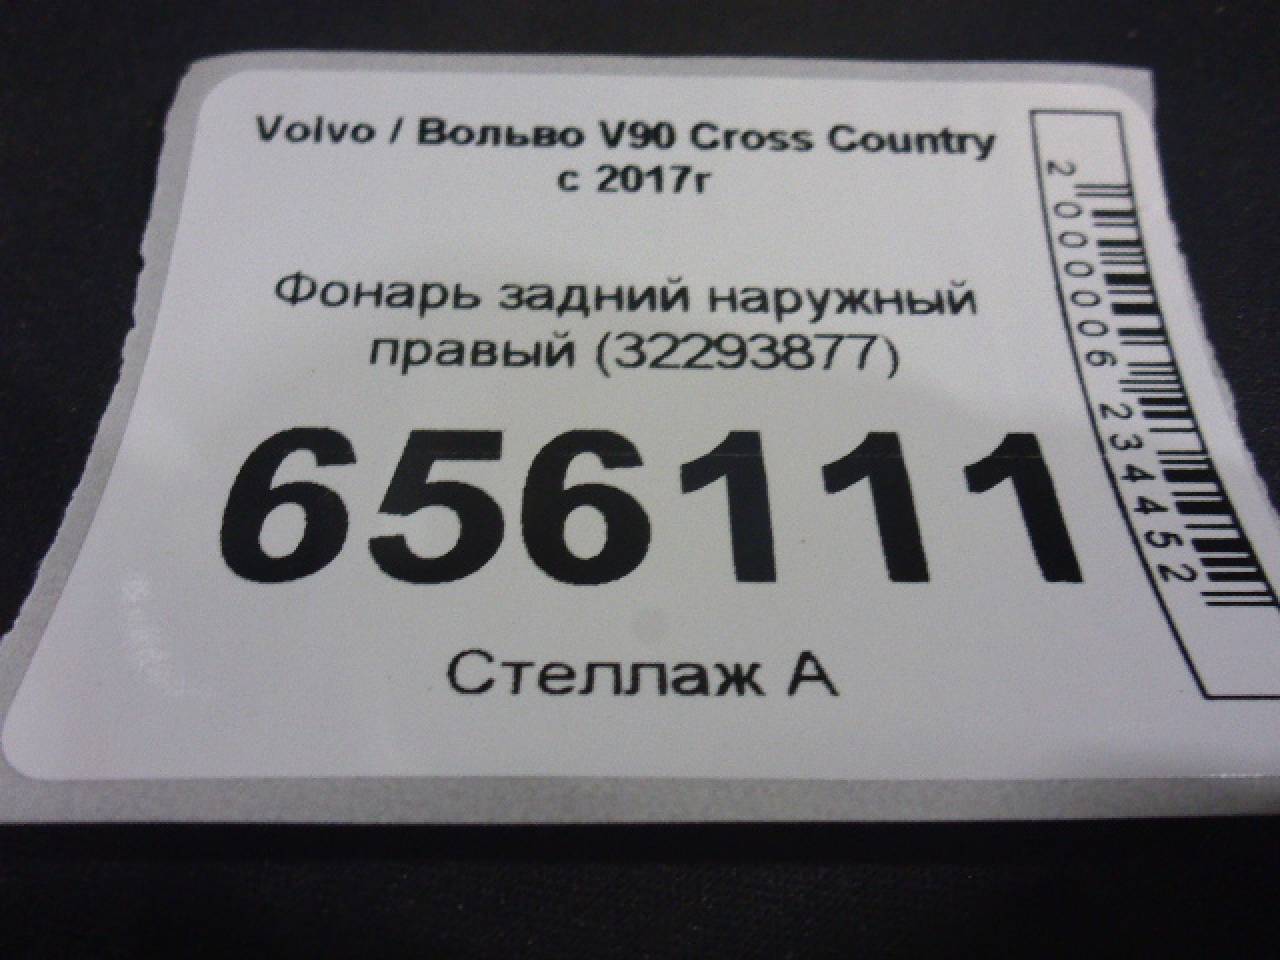 Volvo / Вольво V90 Cross Country
с 2017г
Фонарь задний наружный
правый (32293877)
656111
Стеллаж А
2000006234452